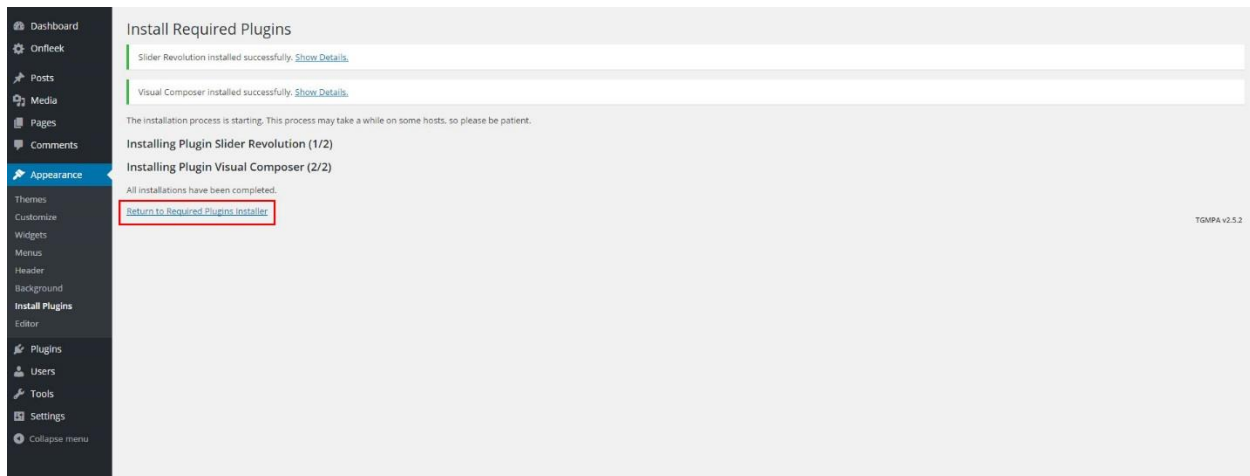 Dashboard
Onfleek
Posts
Media
Pages
Comments
Appearance
Themes
Customize
Widgets
Menus
Header
Background
Install Plugins
Editor
Plugins
Users
Tools
Settings
Collapse menu
Install Required Plugins
Slider Revolution installed successfully. Show Details.
Visual Composer installed successfully. Show Details.
The installation process is starting. This process may take a while on some hosts, so please be patient.
Installing Plugin Slider Revolution (1/2)
Installing Plugin Visual Composer (2/2)
All installations have been completed.
Return to Required Plugins Installer
TGMPA v2.5.2